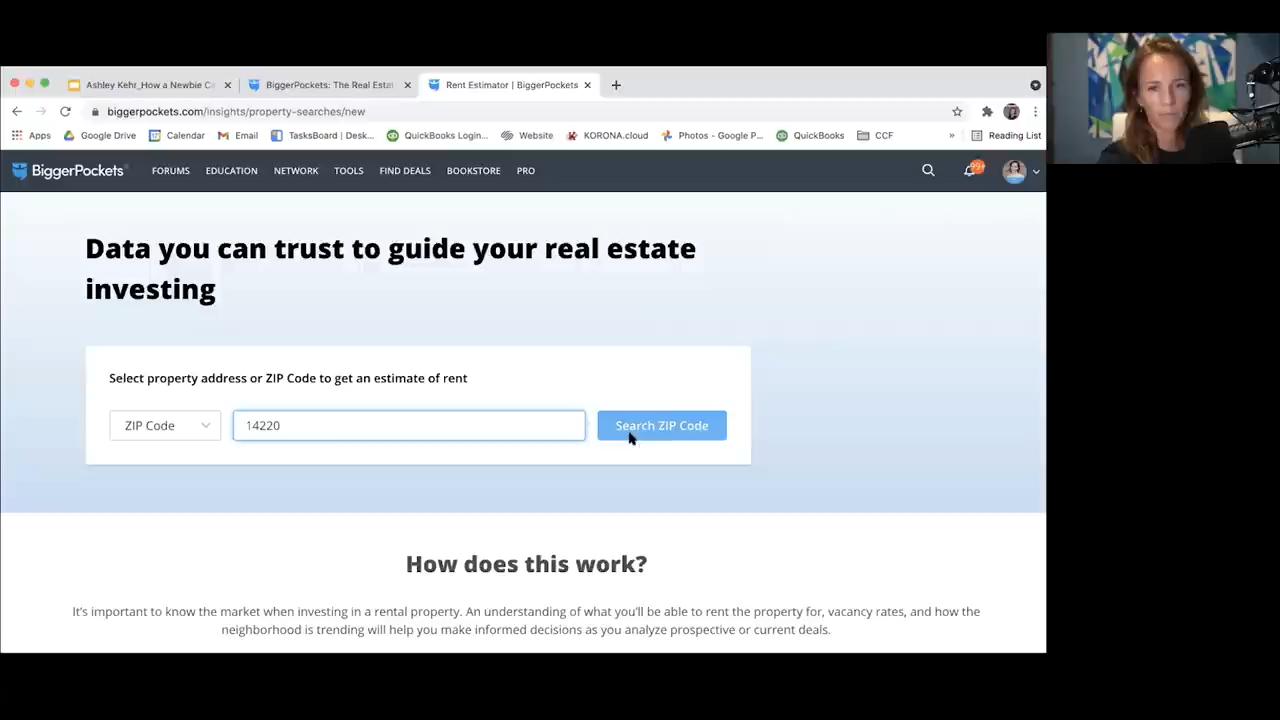 Ashley Kehr_How a Newbie Ca
BiggerPockets: The Real Estat
Rent Estimator | BiggerPockets
biggerpockets.com/insights/property-searches/new
Apps
Google Drive
Calendar
Email
TasksBoard | Desk...
QuickBooks Login...
Website
KORONA.cloud
Photos - Google P...
QuickBooks
CCF
»
Reading List
BiggerPockets
FORUMS
EDUCATION
NETWORK
TOOLS
FIND DEALS
BOOKSTORE
PRO
99+
Data you can trust to guide your real estate
investing
Select property address or ZIP Code to get an estimate of rent
ZIP Code
14220
Search ZIP Code
How does this work?
It's important to know the market when investing in a rental property. An understanding of what you'll be able to rent the property for, vacancy rates, and how the
neighborhood is trending will help you make informed decisions as you analyze prospective or current deals.